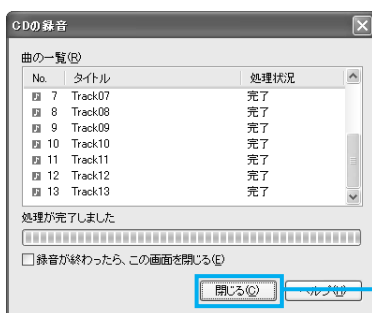 CDの録音
曲の一覧(R)
No. タイトル 処理状況
7 Track07 完了
8 Track08 完了
9 Track09 完了
10 Track10 完了
11 Track11 完了
12 Track12 完了
13 Track13 完了
処理が完了しました
録音が終わったら、この画面を閉じる(E)
閉じる(C) ヘルプ(H)